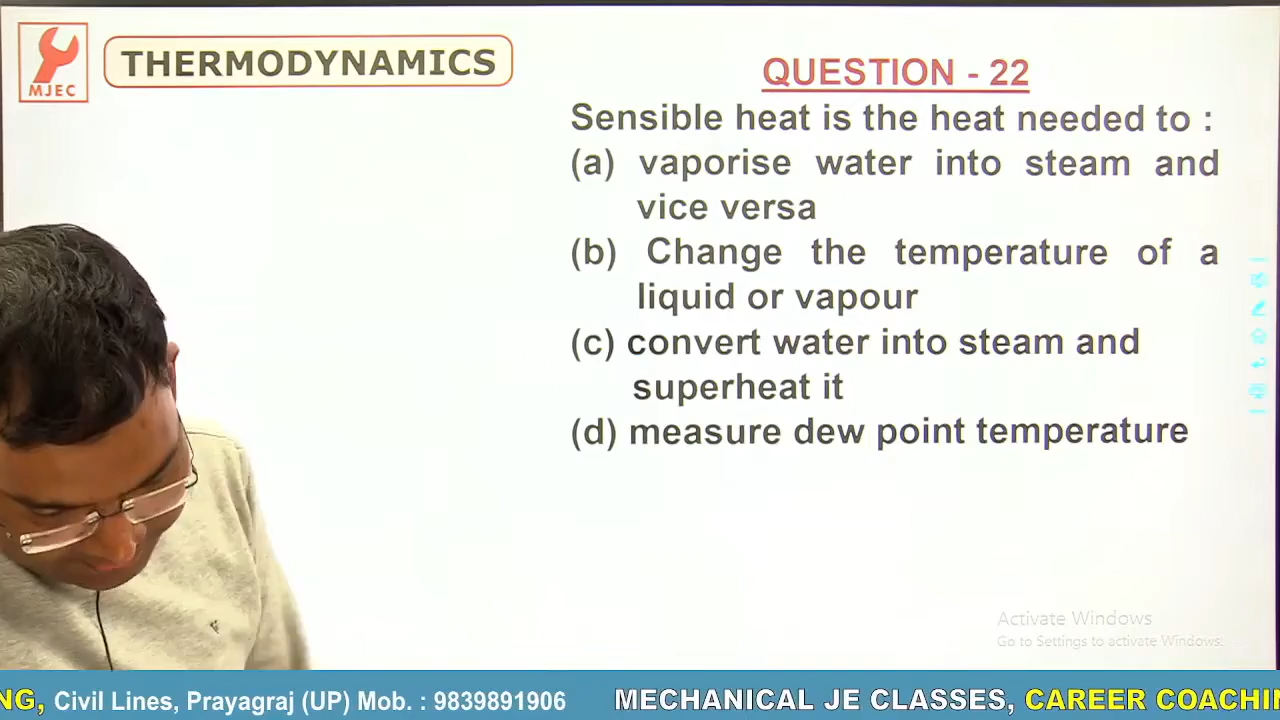 MJEC
THERMODYNAMICS
QUESTION - 22
Sensible heat is the heat needed to :
(a) vaporise water into steam and
vice versa
(b) Change the temperature of a
liquid or vapour
(c) convert water into steam and
superheat it
(d) measure dew point temperature
Activate Windows
Go to Settings to activate Windows.
NG, Civil Lines, Prayagraj (UP) Mob. : 9839891906 MECHANICAL JE CLASSES, CAREER COACHIN